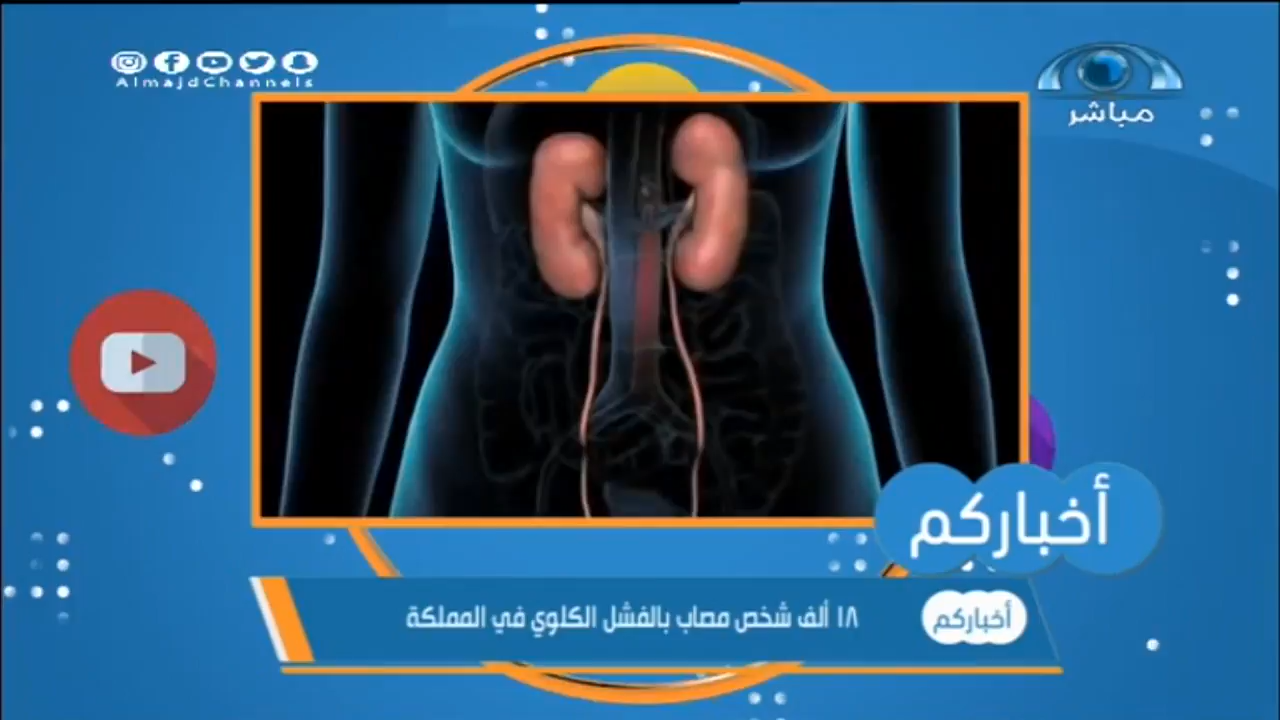 AlmajdChannels
مباشر
أخباركم
أخباركم
١٨ ألف شخص مصاب بالفشل الكلوي في المملكة